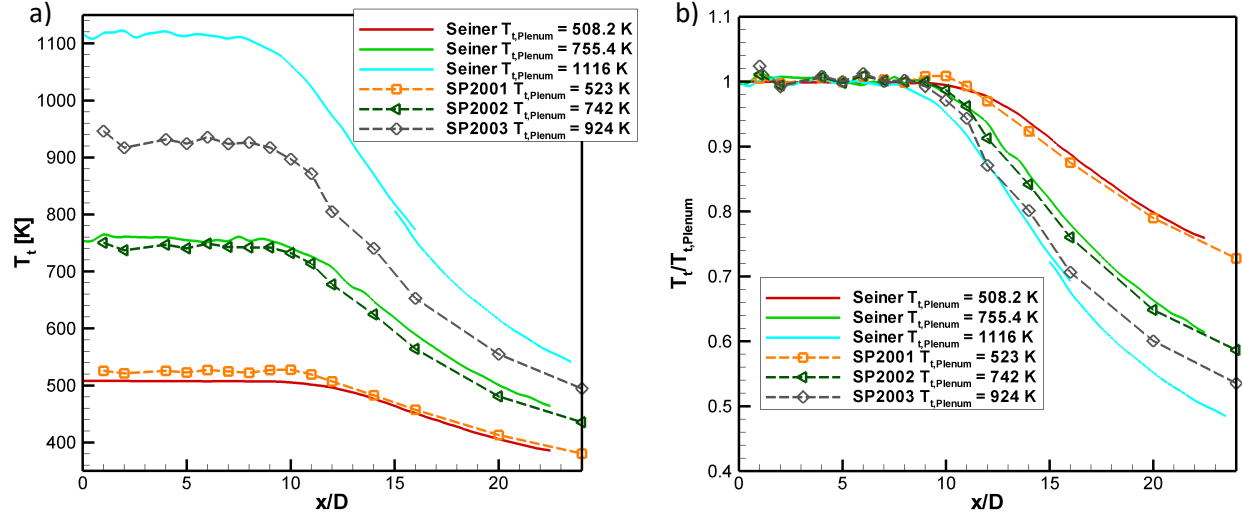 a)
1100
1000
900
800
700
600
500
400
T_t [K]
0 5 10 15 20
x/D
Seiner T_t,Plenum = 508.2 K
Seiner T_t,Plenum = 755.4 K
Seiner T_t,Plenum = 1116 K
SP2001 T_t,Plenum = 523 K
SP2002 T_t,Plenum = 742 K
SP2003 T_t,Plenum = 924 K
b)
1.1
1
0.9
0.8
0.7
0.6
0.5
0.4
T_t/T_t,Plenum
0 5 10 15 20
x/D
Seiner T_t,Plenum = 508.2 K
Seiner T_t,Plenum = 755.4 K
Seiner T_t,Plenum = 1116 K
SP2001 T_t,Plenum = 523 K
SP2002 T_t,Plenum = 742 K
SP2003 T_t,Plenum = 924 K